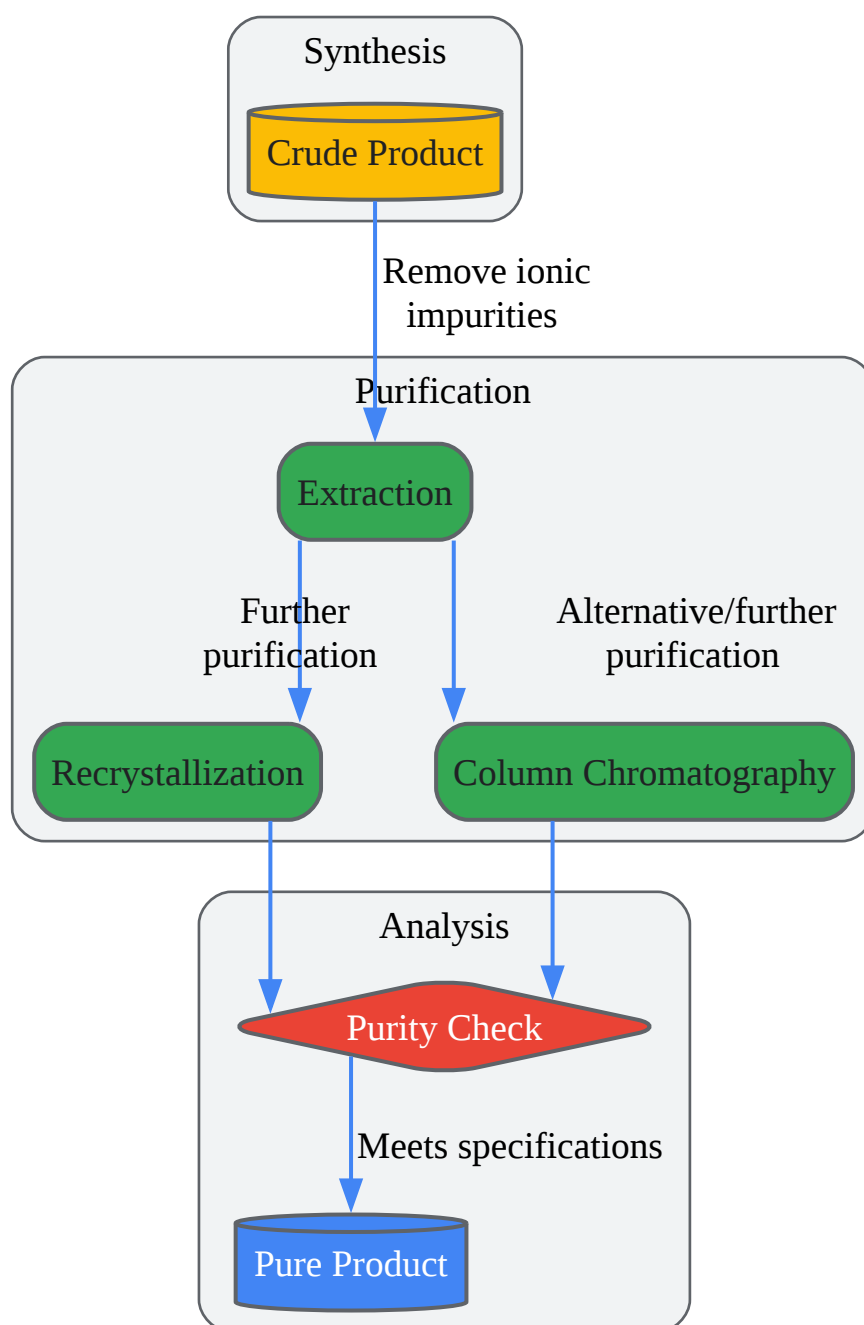 Synthesis
Crude Product
Remove ionic
impurities
Purification
Extraction
Further
purification
Alternative/further
purification
Recrystallization
Column Chromatography
Analysis
Purity Check
Meets specifications
Pure Product